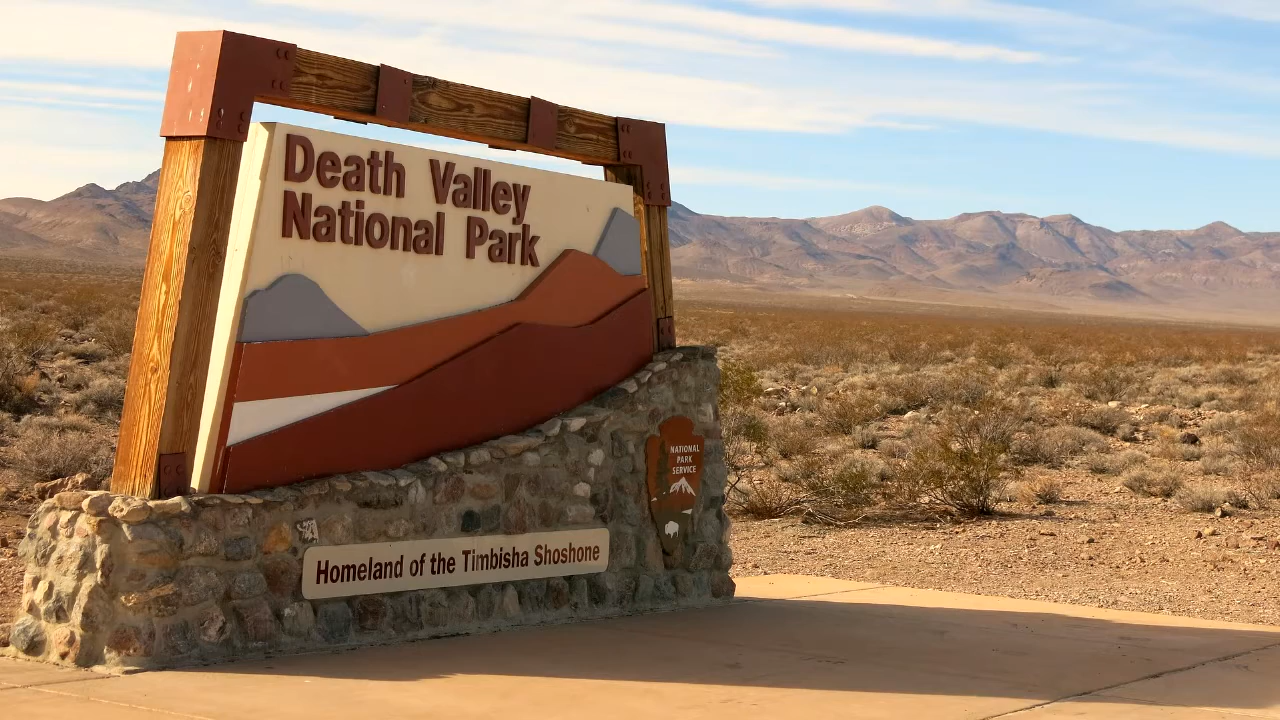 Death Valley
National Park
NATIONAL
PARK
SERVICE
Homeland of the Timbisha Shoshone